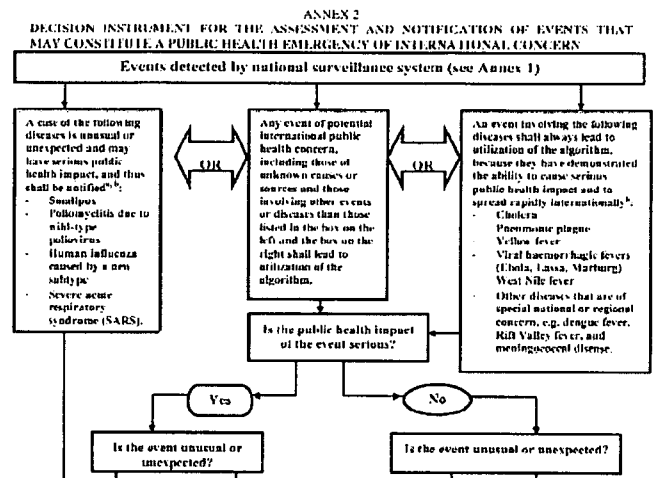 ANNEX 2
DECISION INSTRUMENT FOR THE ASSESSMENT AND NOTIFICATION OF EVENTS THAT
MAY CONSTITUTE A PUBLIC HEALTH EMERGENCY OF INTERNATIONAL CONCERN
Events detected by national surveillance system (see Annex 1)
A case of the following
diseases is unusual or
unexpected and may
have serious public
health impact, and thus
shall be notifiedᵃ,ᵇ:
- Smallpox
- Poliomyelitis due to
wild-type
poliovirus
- Human influenza
caused by a new
subtype
- Severe acute
respiratory
syndrome (SARS).
OR
Any event of potential
international public
health concern,
including those of
unknown causes or
sources and those
involving other events
or diseases than those
listed in the box on the
left and the box on the
right shall lead to
utilization of the
algorithm.
OR
An event involving the following
diseases shall always lead to
utilization of the algorithm,
because they have demonstrated
the ability to cause serious
public health impact and to
spread rapidly internationallyᵇ:
- Cholera
- Pneumonic plague
- Yellow fever
- Viral haemorrhagic fevers
(Ebola, Lassa, Marburg)
- West Nile fever
- Other diseases that are of
special national or regional
concern, e.g. dengue fever,
Rift Valley fever, and
meningococcal disease.
Is the public health impact
of the event serious?
Yes
No
Is the event unusual or
unexpected?
Is the event unusual or unexpected?